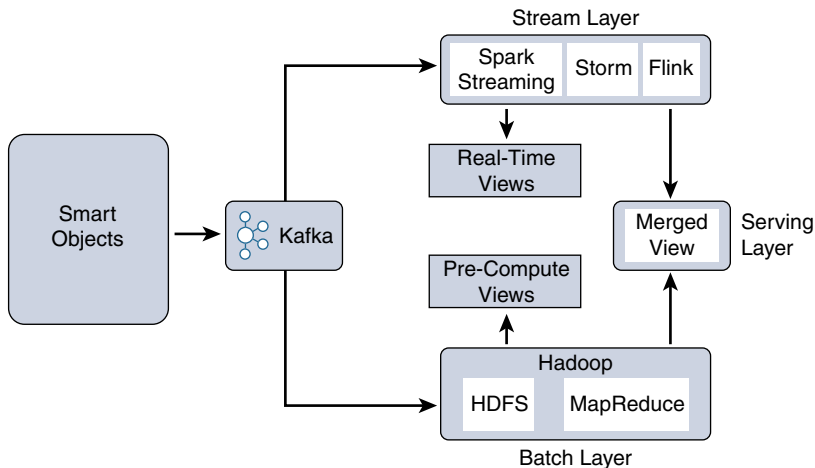 Stream Layer
Spark
Streaming
Storm
Flink
Real-Time
Views
Smart
Objects
Kafka
Merged
View
Serving
Layer
Pre-Compute
Views
Hadoop
HDFS
MapReduce
Batch Layer